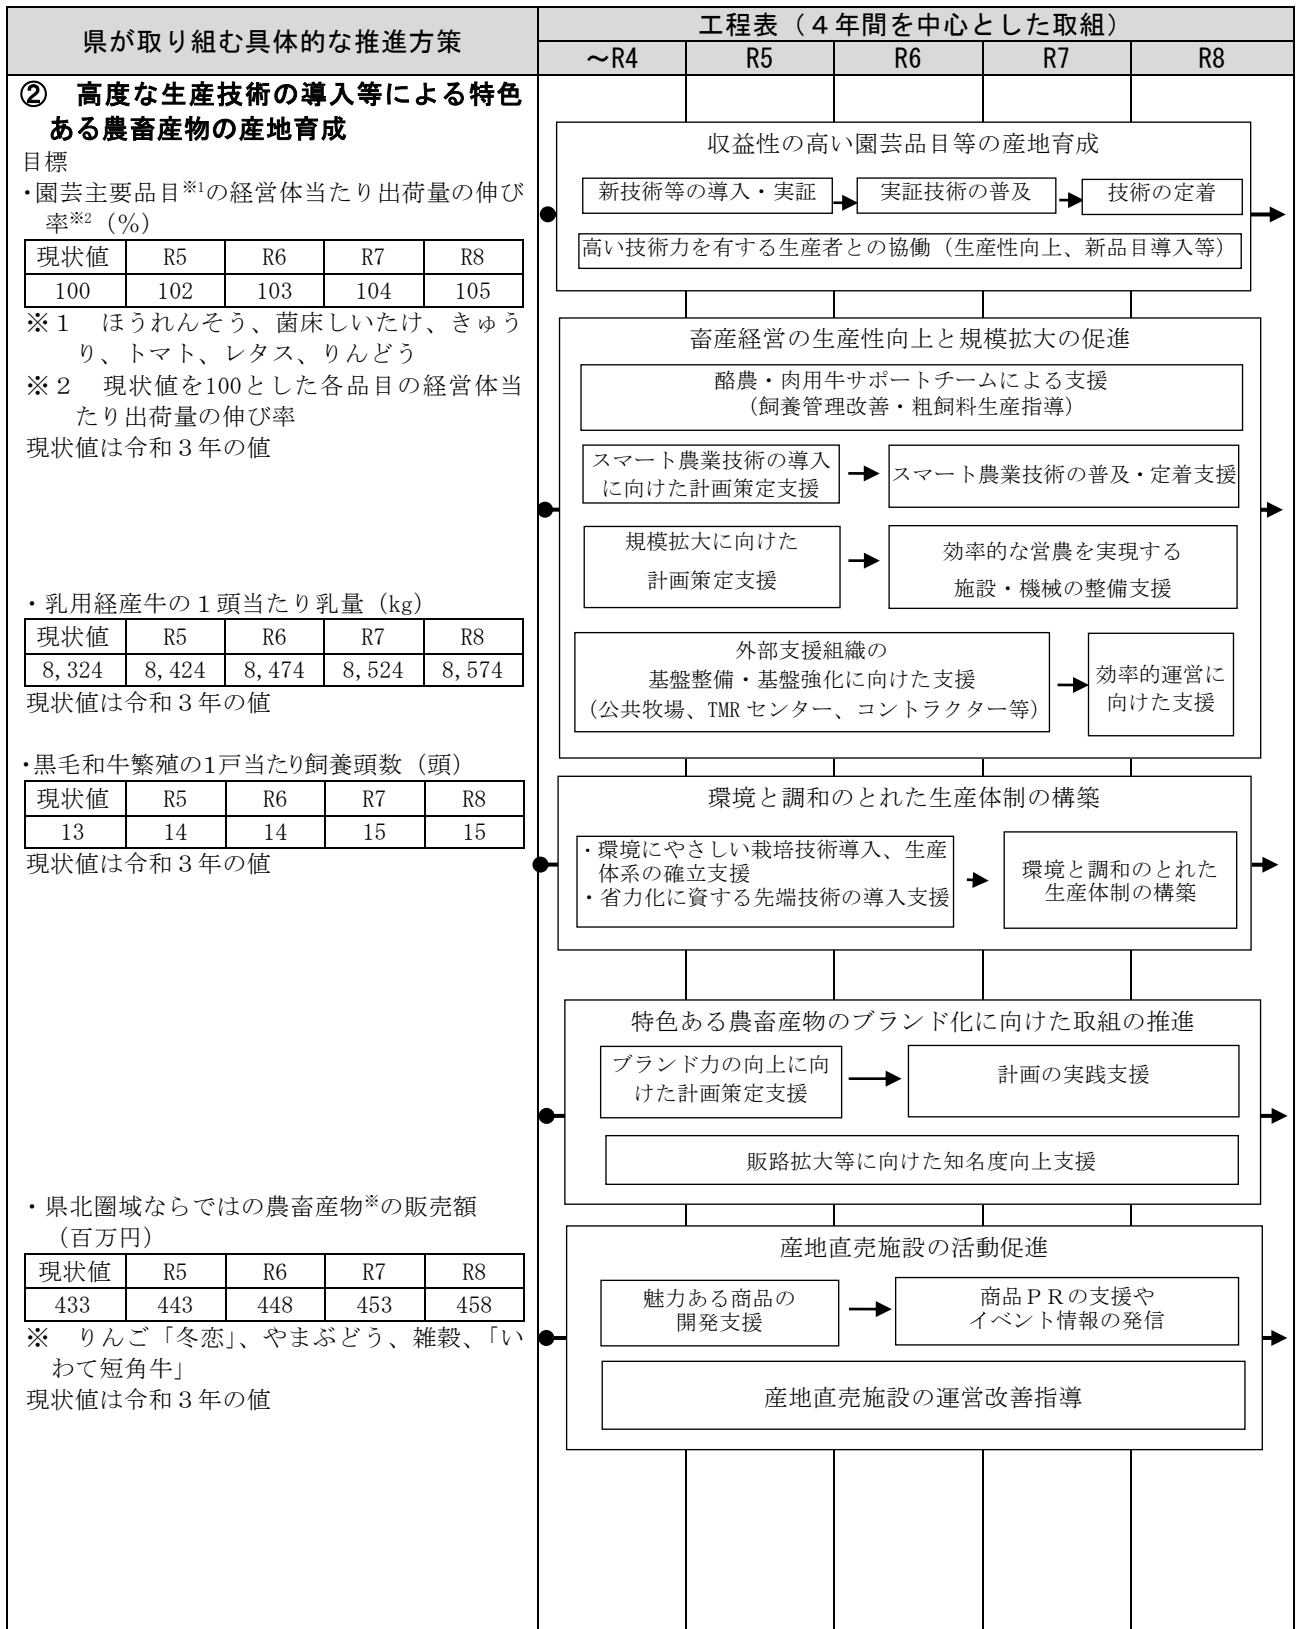 県が取り組む具体的な推進方策
工程表（４年間を中心とした取組）
～R4 R5 R6 R7 R8
② 高度な生産技術の導入等による特色
ある農畜産物の産地育成
目標
・園芸主要品目※1の経営体当たり出荷量の伸び
率※2（％）
現状値 R5 R6 R7 R8
100 102 103 104 105
※１ ほうれんそう、菌床しいたけ、きゅう
り、トマト、レタス、りんどう
※２ 現状値を100とした各品目の経営体当
たり出荷量の伸び率
現状値は令和３年の値
・乳用経産牛の１頭当たり乳量（kg）
現状値 R5 R6 R7 R8
8,324 8,424 8,474 8,524 8,574
現状値は令和３年の値
・黒毛和牛繁殖の1戸当たり飼養頭数（頭）
現状値 R5 R6 R7 R8
13 14 14 15 15
現状値は令和３年の値
・県北圏域ならではの農畜産物※の販売額
（百万円）
現状値 R5 R6 R7 R8
433 443 448 453 458
※ りんご「冬恋」、やまぶどう、雑穀、「い
わて短角牛」
現状値は令和３年の値
収益性の高い園芸品目等の産地育成
新技術等の導入・実証
実証技術の普及
技術の定着
高い技術力を有する生産者との協働（生産性向上、新品目導入等）
畜産経営の生産性向上と規模拡大の促進
酪農・肉用牛サポートチームによる支援
（飼養管理改善・粗飼料生産指導）
スマート農業技術の導入
に向けた計画策定支援
スマート農業技術の普及・定着支援
規模拡大に向けた
計画策定支援
効率的な営農を実現する
施設・機械の整備支援
外部支援組織の
基盤整備・基盤強化に向けた支援
（公共牧場、TMR センター、コントラクター等）
効率的運営に
向けた支援
環境と調和のとれた生産体制の構築
・環境にやさしい栽培技術導入、生産
体系の確立支援
・省力化に資する先端技術の導入支援
環境と調和のとれた
生産体制の構築
特色ある農畜産物のブランド化に向けた取組の推進
ブランド力の向上に向
けた計画策定支援
計画の実践支援
販路拡大等に向けた知名度向上支援
産地直売施設の活動促進
魅力ある商品の
開発支援
商品ＰＲの支援や
イベント情報の発信
産地直売施設の運営改善指導